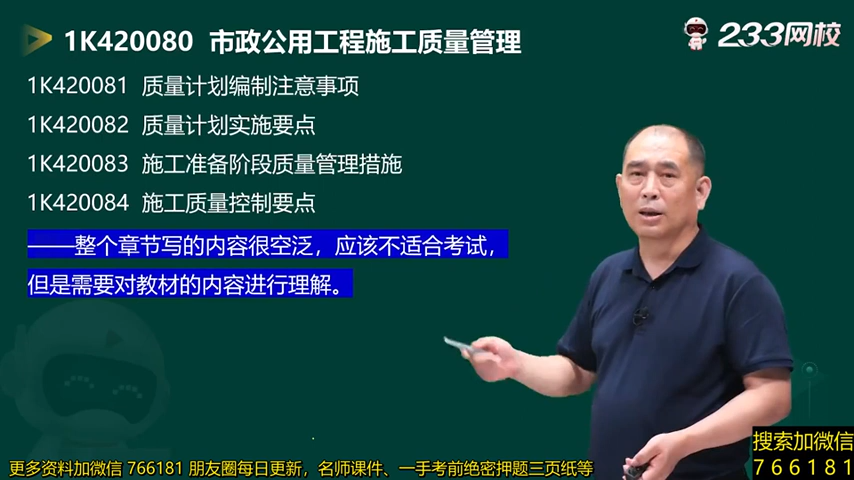 1K420080 市政公用工程施工质量管理
233网校
1K420081 质量计划编制注意事项
1K420082 质量计划实施要点
1K420083 施工准备阶段质量管理措施
1K420084 施工质量控制要点
——整个章节写的内容很空泛，应该不适合考试，
但是需要对教材的内容进行理解。
搜索加微信
766181
更多资料加微信 766181 朋友圈每日更新，名师课件、一手考前绝密押题三页纸等